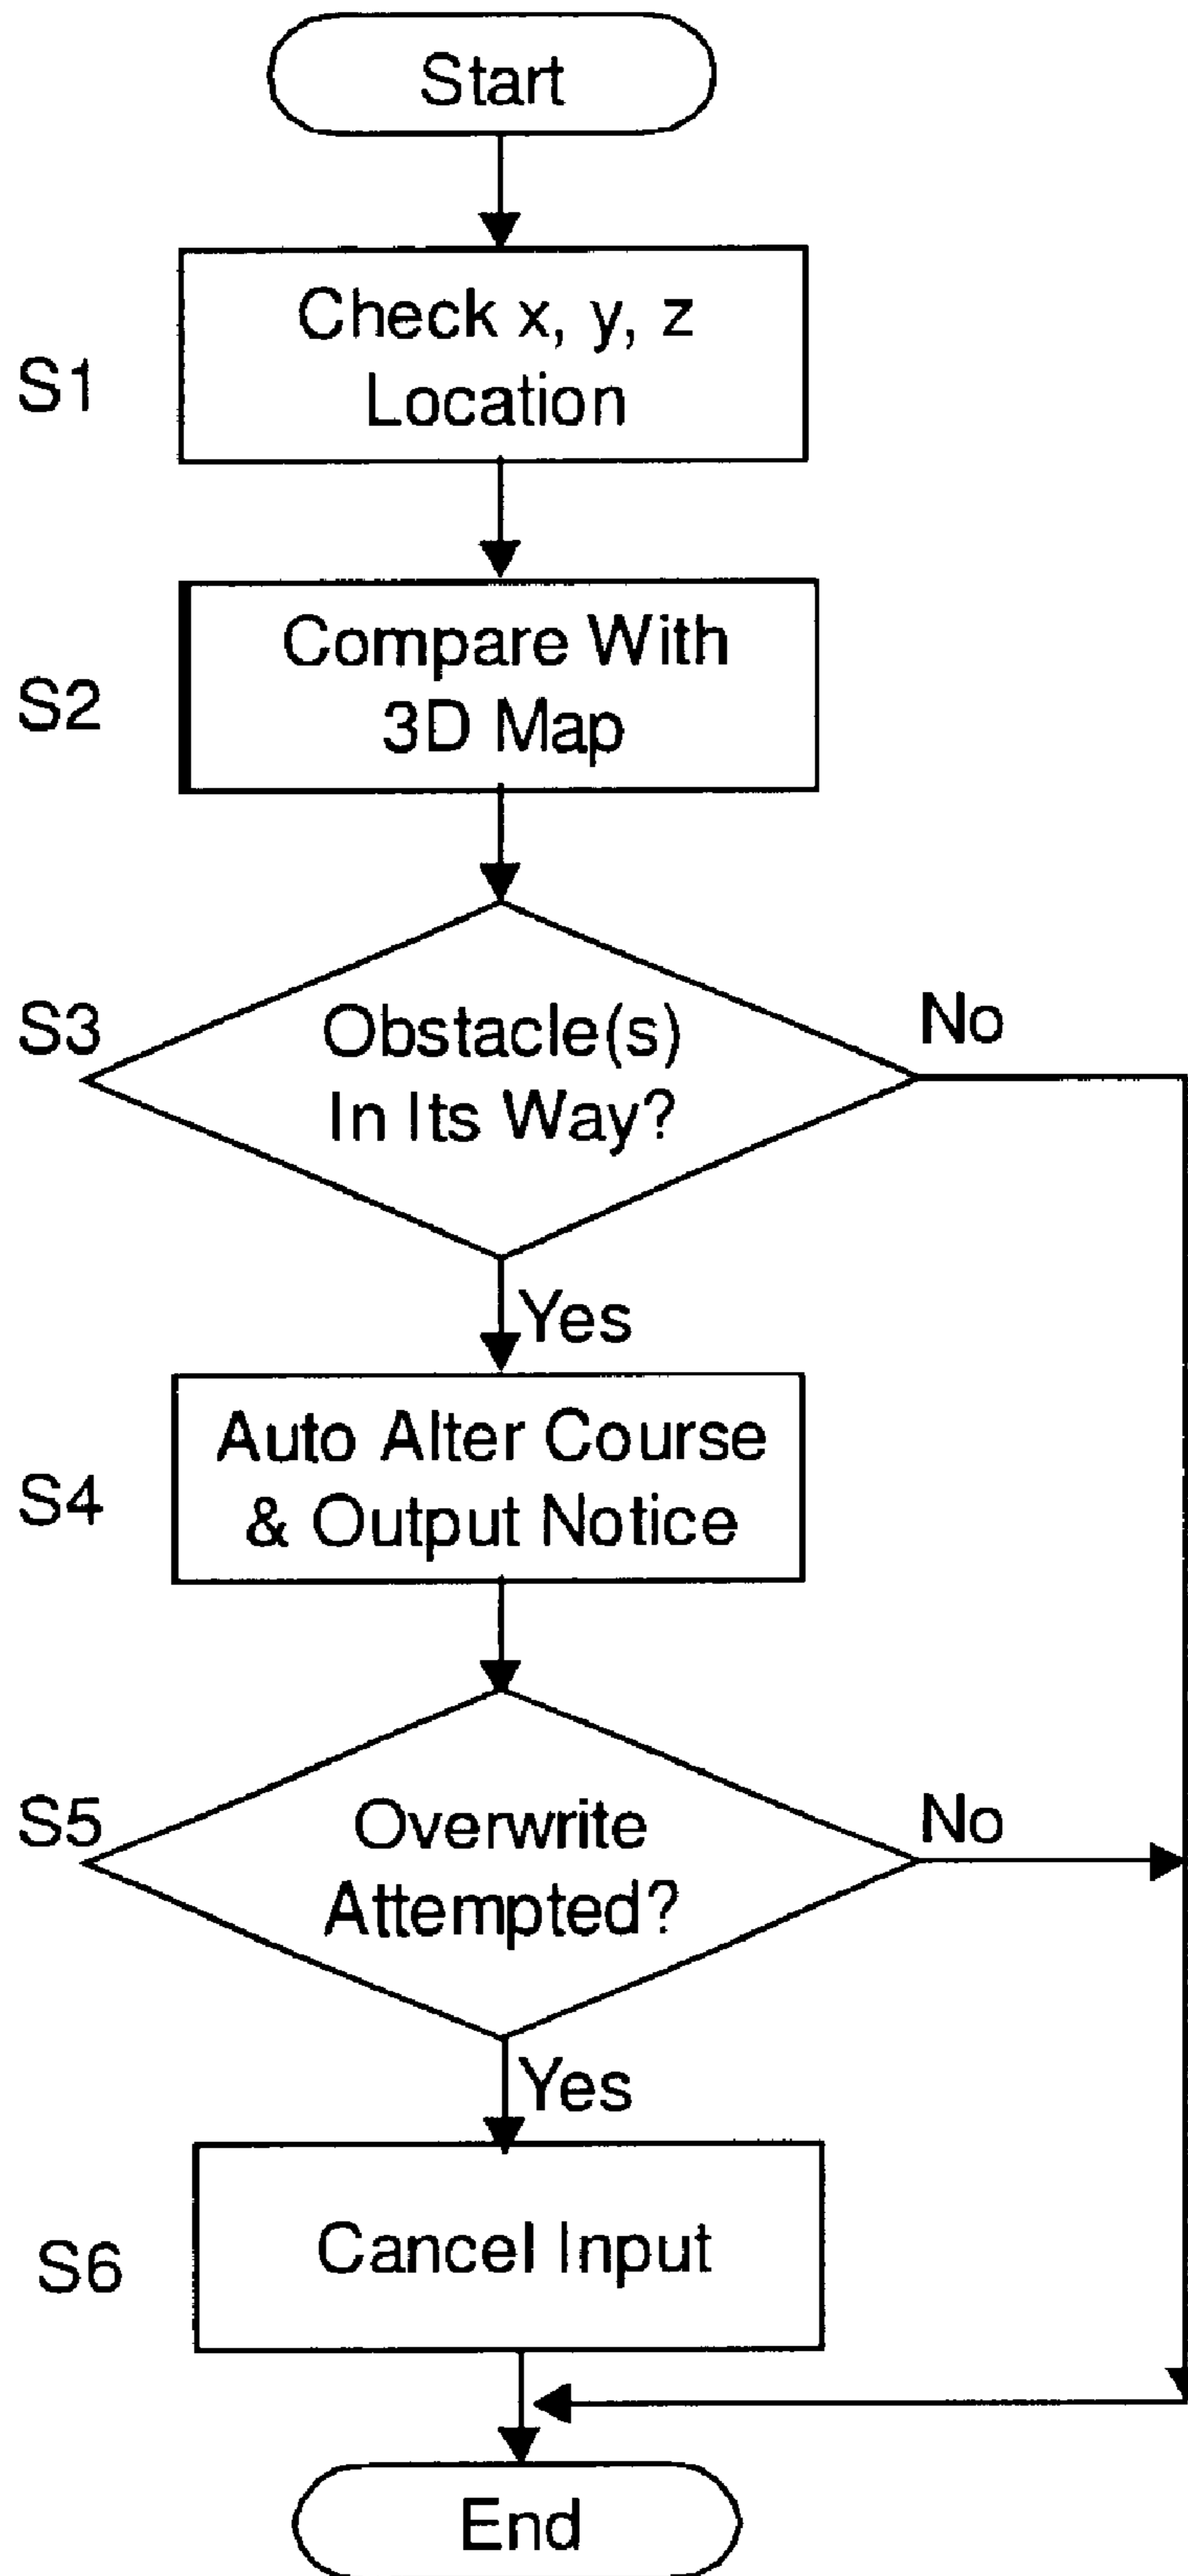 Start
S1
Check x, y, z
Location
S2
Compare With
3D Map
S3
Obstacle(s)
In Its Way?
No
Yes
S4
Auto Alter Course
& Output Notice
S5
Overwrite
Attempted?
No
Yes
S6
Cancel Input
End